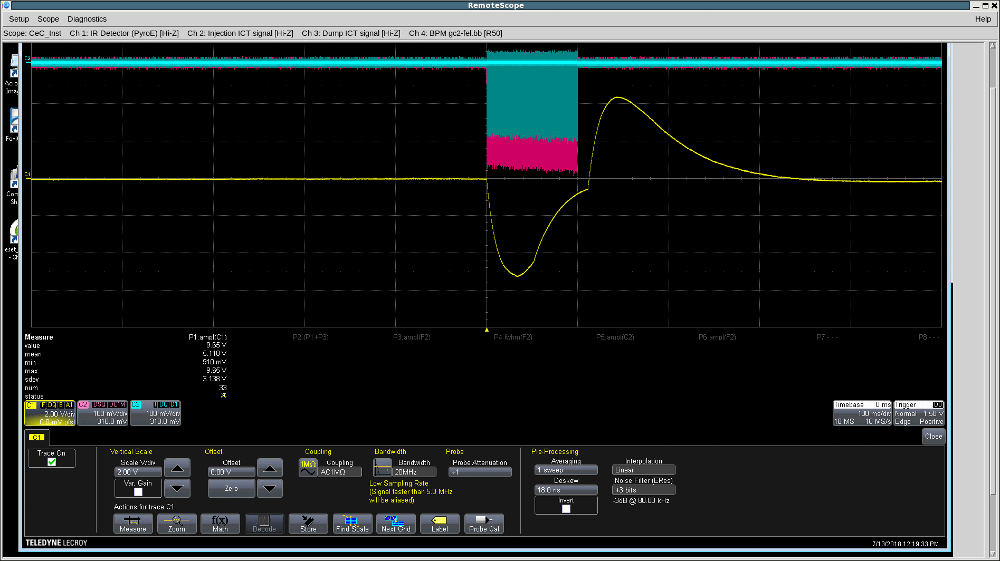 RemoteScope
Setup Scope Diagnostics Help
Scope: CeC_Inst Ch 1: IR Detector (PyroE) [Hi-Z] Ch 2: Injection ICT signal [Hi-Z] Ch 3: Dump ICT signal [Hi-Z] Ch 4: BPM gc2-fel.bb [R50]
C1
Acro
Ima
Foxit
Com
Sh
eset_
- Sh
Measure P1:ampl(C1) P2:(P1+P3) P3:ampl(F2) P4:fwhm(F2) P5:ampl(C2) P6:ampl(F2) P7:- - - P8:- - -
value 9.65 V
mean 5.118 V
min 910 mV
max 9.65 V
sdev 3.138 V
num 33
status
C1 F DQ B A1 C2 DSQ DC1M C3 I DQ D1 Timebase 0 ms Trigger D0
2.00 V/div 100 mV/div 100 mV/div 100 ms/div Normal 1.50 V
0.0 mV ofst 310.0 mV 310.0 mV 10 MS 10 MS/s Edge Positive
C1 Close
Trace On Vertical Scale Offset Coupling Bandwidth Probe Pre-Processing
Scale V/div Offset 1MΩ Coupling Bandwidth Probe Attenuation Averaging Interpolation
2.00 V 0.00 V AC1MΩ 20MHz ÷1 1 sweep Linear
Var. Gain Zero Low Sampling Rate Deskew Noise Filter (ERes)
(Signal faster than 5.0 MHz 18.0 ns +3 bits
will be aliased) Invert -3dB @ 80.00 kHz
Actions for trace C1
f(x)
Measure Zoom Math Decode Store Find Scale Next Grid Label Probe Cal
TELEDYNE LECROY 7/13/2018 12:19:33 PM